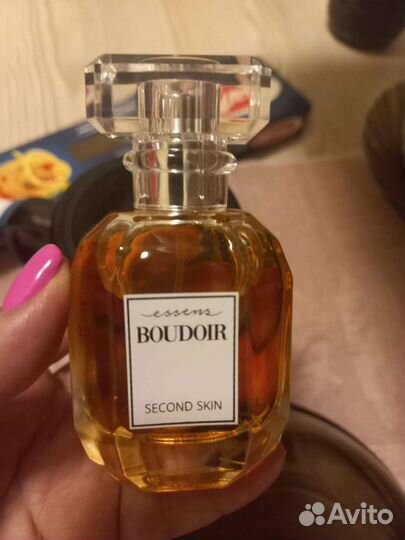 essens
BOUDOIR
SECOND SKIN
Avito